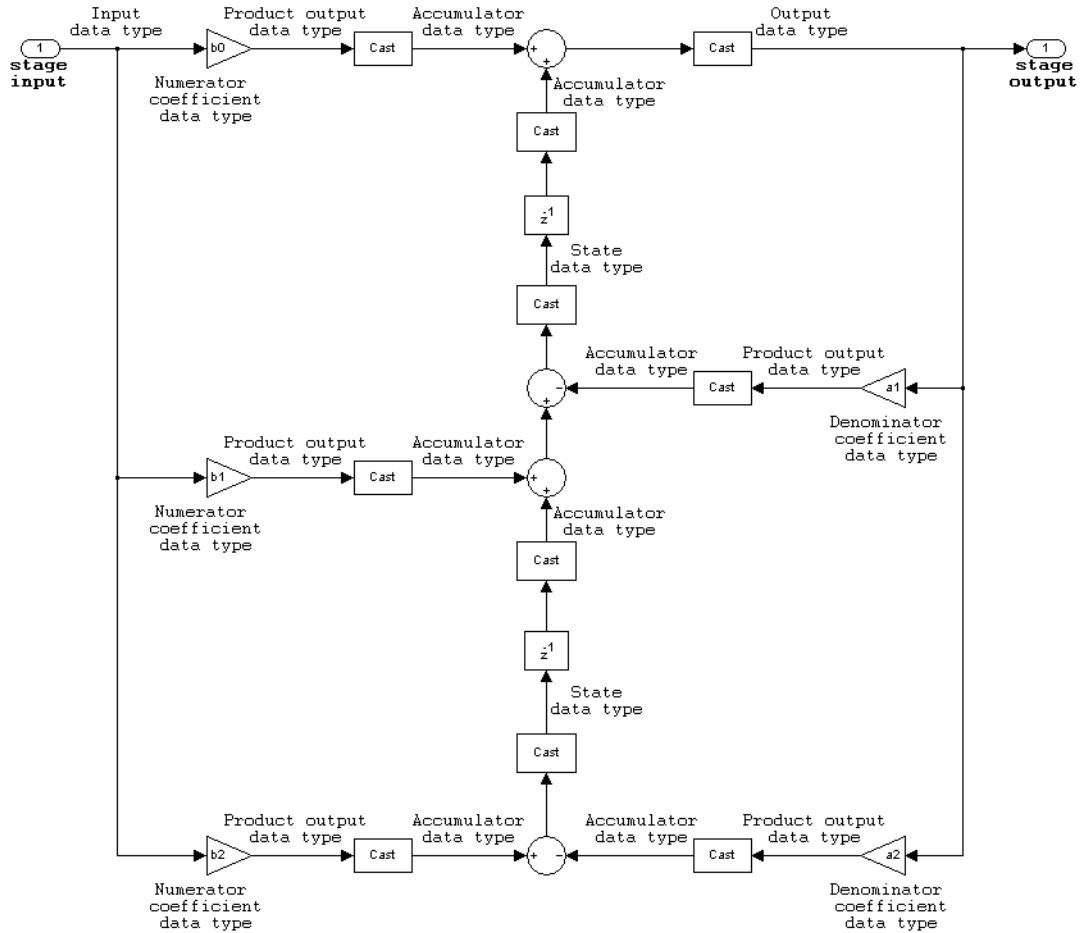 Input
data type
Product output
data type
Accumulator
data type
Output
data type
1
stage
input
b0
Cast
+
+
Cast
1
stage
output
Numerator
coefficient
data type
Accumulator
data type
Cast
z-1
State
data type
Cast
Accumulator
data type
Product output
data type
-
+
Cast
a1
Denominator
coefficient
data type
Product output
data type
Accumulator
data type
b1
Cast
+
+
Numerator
coefficient
data type
Accumulator
data type
Cast
z-1
State
data type
Cast
Product output
data type
Accumulator
data type
Accumulator
data type
Product output
data type
b2
Cast
+
-
Cast
a2
Numerator
coefficient
data type
Denominator
coefficient
data type